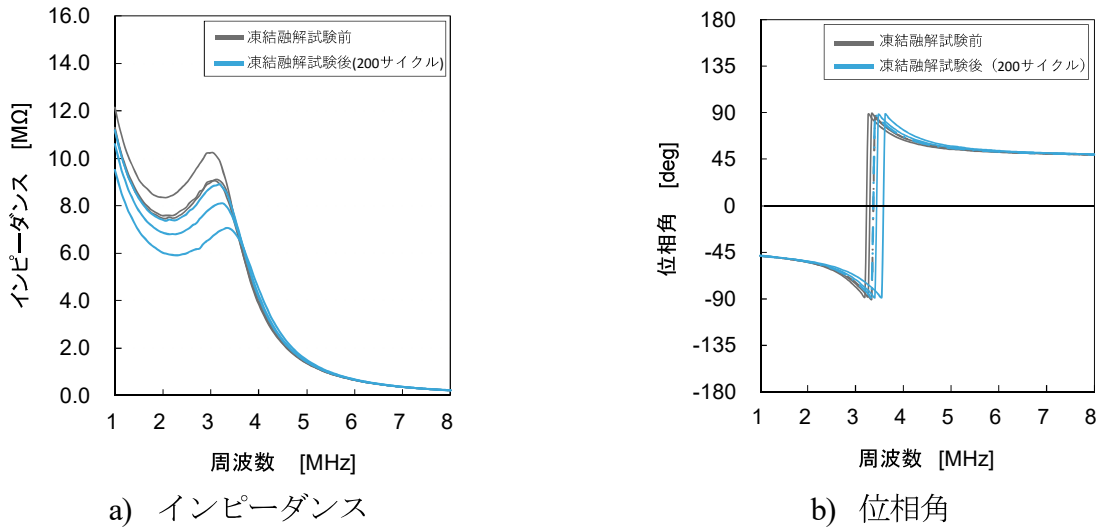 16.0
14.0
12.0
10.0
8.0
6.0
4.0
2.0
0.0
インピーダンス [MΩ]
凍結融解試験前
凍結融解試験後(200サイクル)
1 2 3 4 5 6 7 8
周波数 [MHz]
a) インピーダンス
180
135
90
45
0
-45
-90
-135
-180
位相角 [deg]
凍結融解試験前
凍結融解試験後（200サイクル）
1 2 3 4 5 6 7 8
周波数 [MHz]
b) 位相角